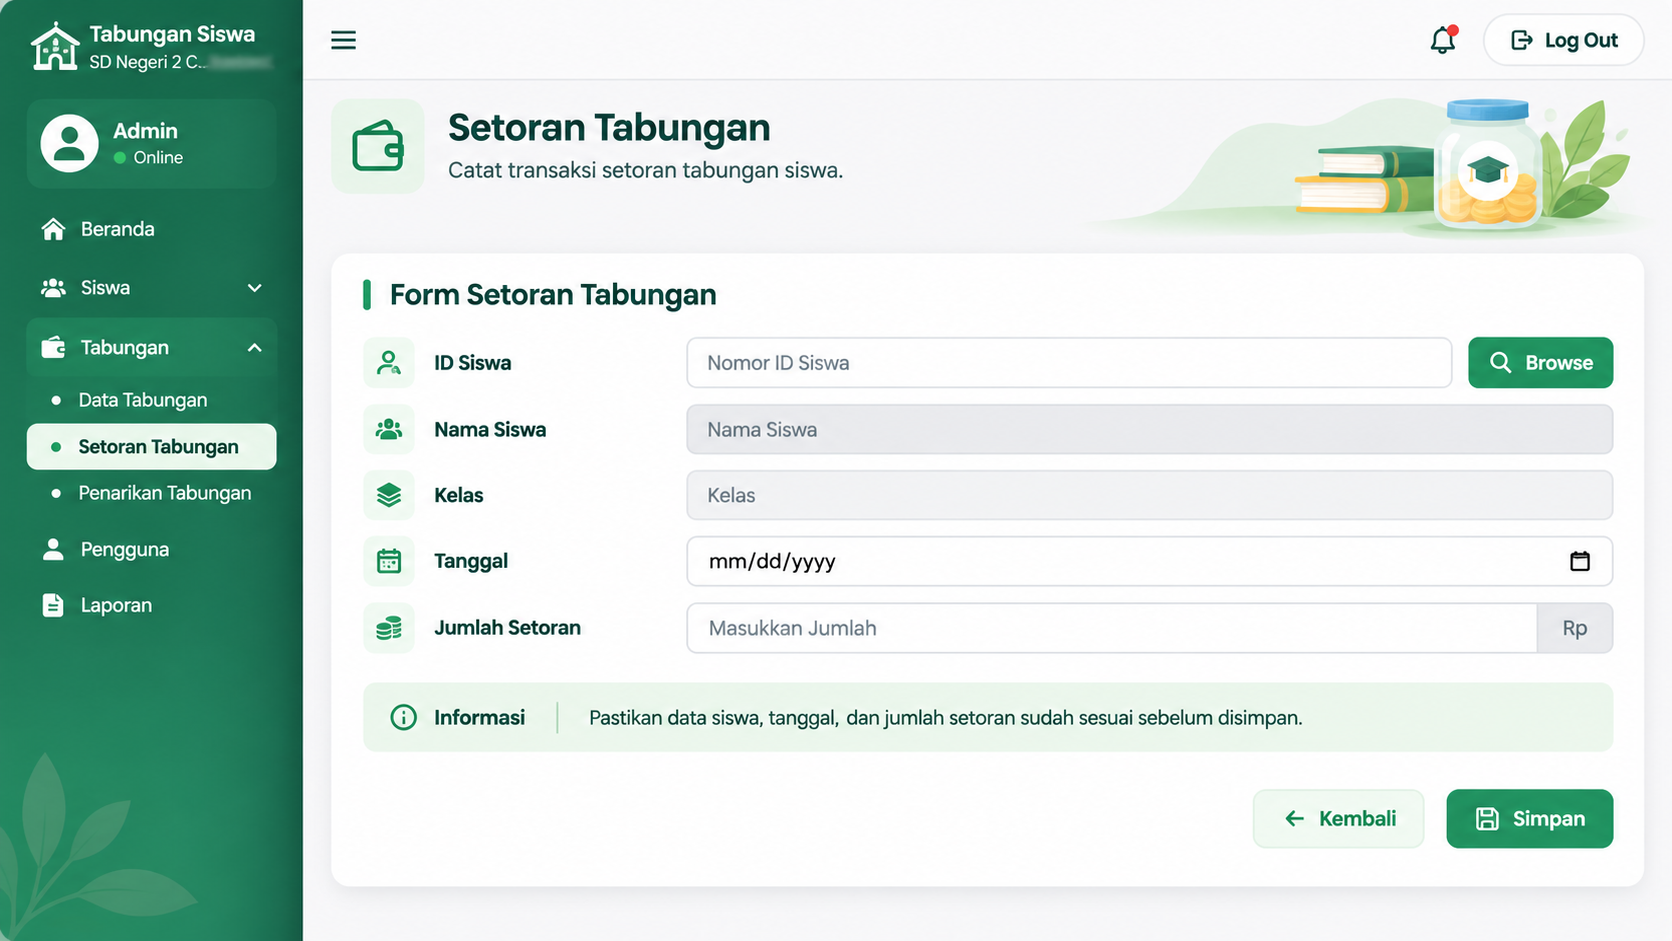 Tabungan Siswa
SD Negeri 2 C...
Admin
Online
Beranda
Siswa
Tabungan
Data Tabungan
Setoran Tabungan
Penarikan Tabungan
Pengguna
Laporan
Log Out
Setoran Tabungan
Catat transaksi setoran tabungan siswa.
Form Setoran Tabungan
ID Siswa
Nomor ID Siswa
Browse
Nama Siswa
Nama Siswa
Kelas
Kelas
Tanggal
mm/dd/yyyy
Jumlah Setoran
Masukkan Jumlah
Rp
Informasi
Pastikan data siswa, tanggal, dan jumlah setoran sudah sesuai sebelum disimpan.
Kembali
Simpan